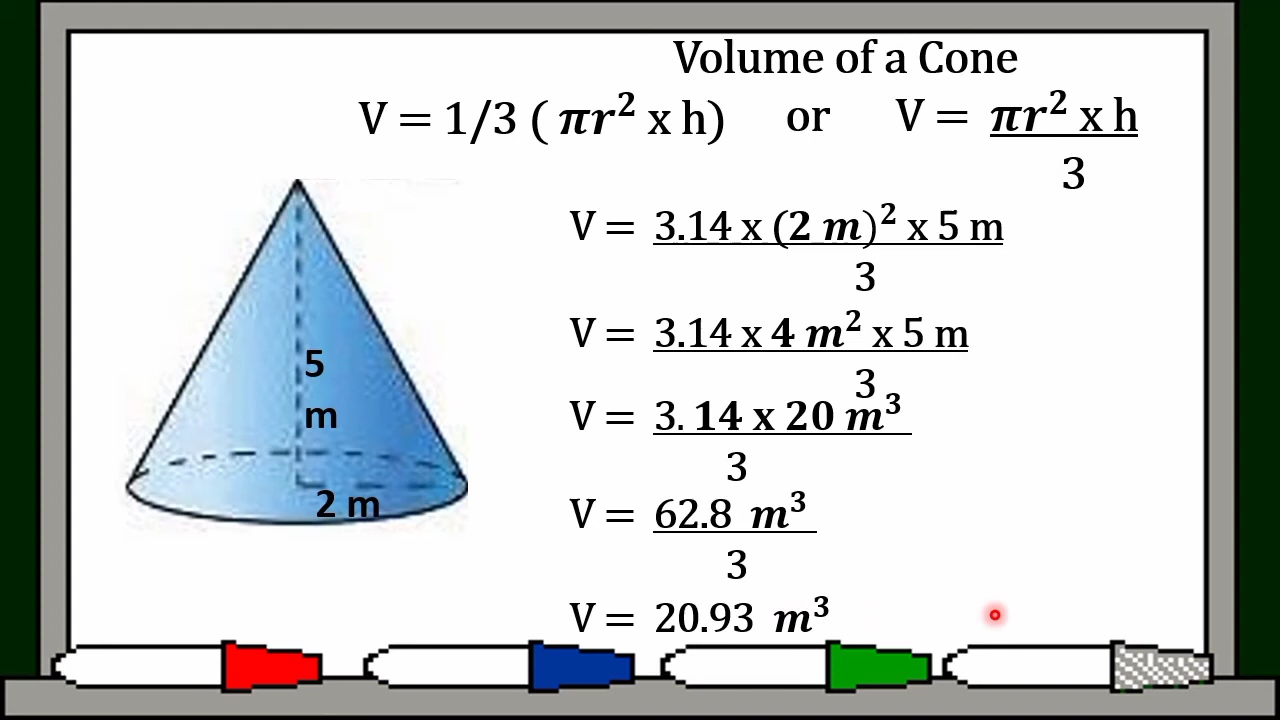 Volume of a Cone
V = 1/3 ( πr² x h) or V = πr² x h
3
V = 3.14 x (2 m)² x 5 m
3
V = 3.14 x 4 m² x 5 m
3
V = 3. 14 x 20 m³
3
V = 62.8 m³
3
V = 20.93 m³
5
m
2 m